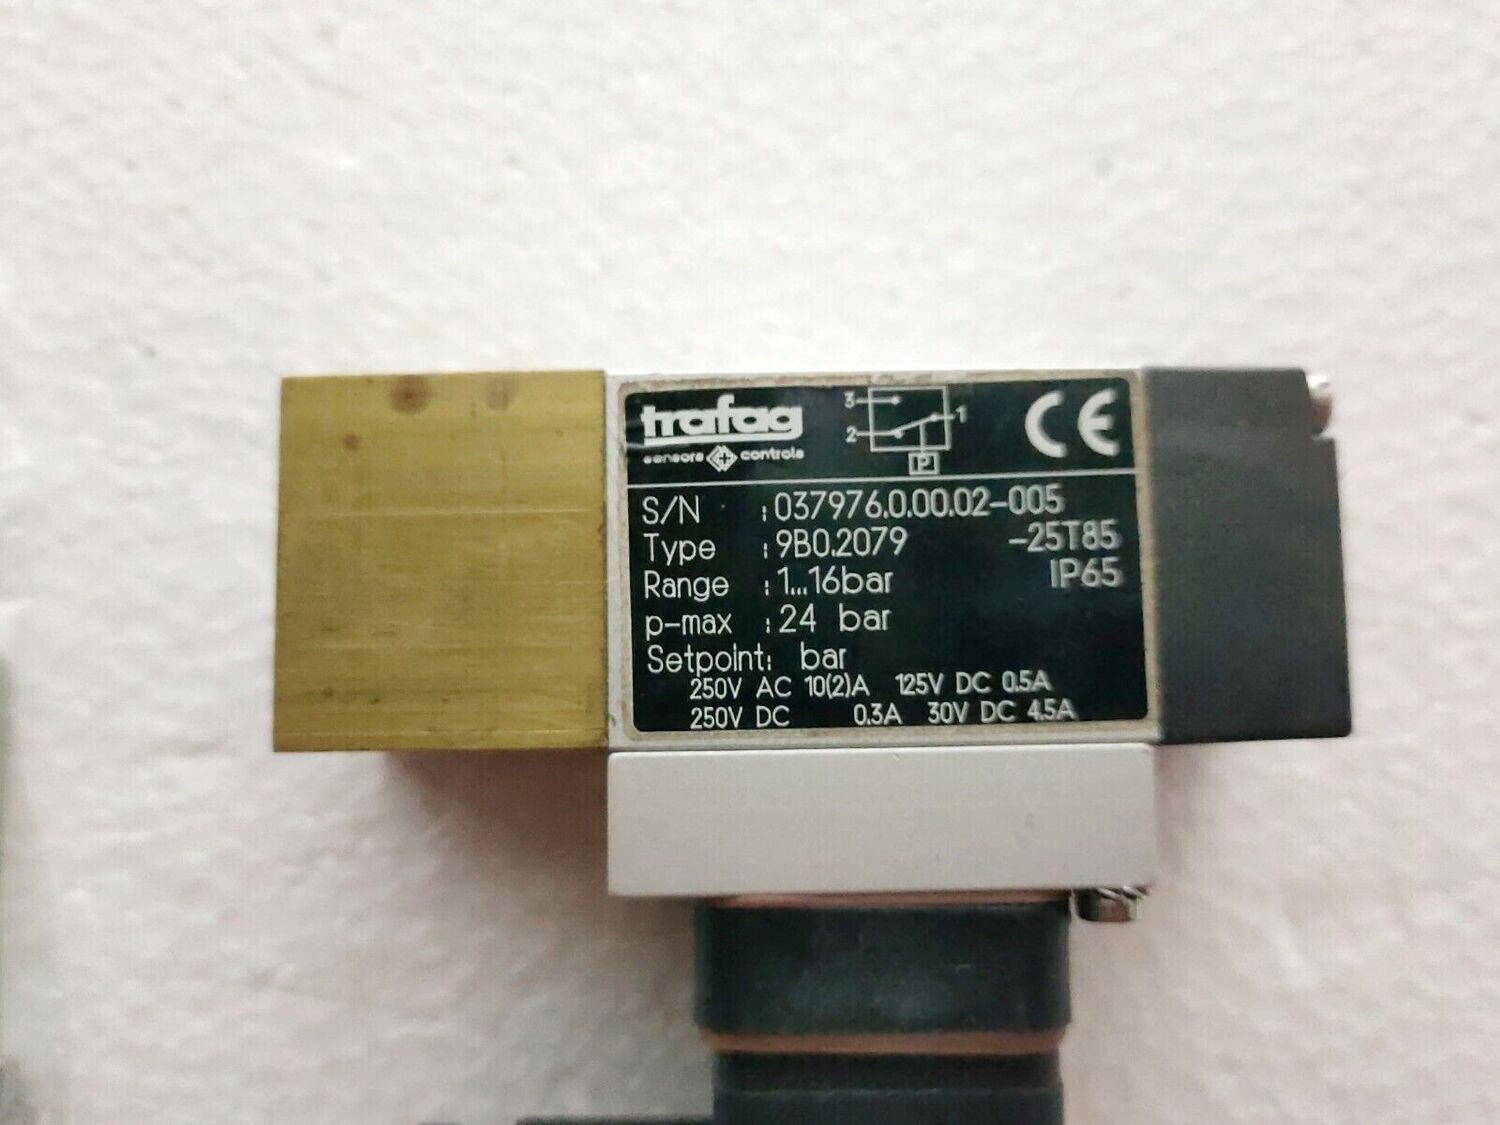 trafag
sensors controls
3
2
1
P
CE
S/N : 037976.0.00.02-005
Type : 9B0.2079 -25T85
Range : 1...16bar IP65
p-max : 24 bar
Setpoint: bar
250V AC 10(2)A 125V DC 0.5A
250V DC 0.3A 30V DC 4.5A